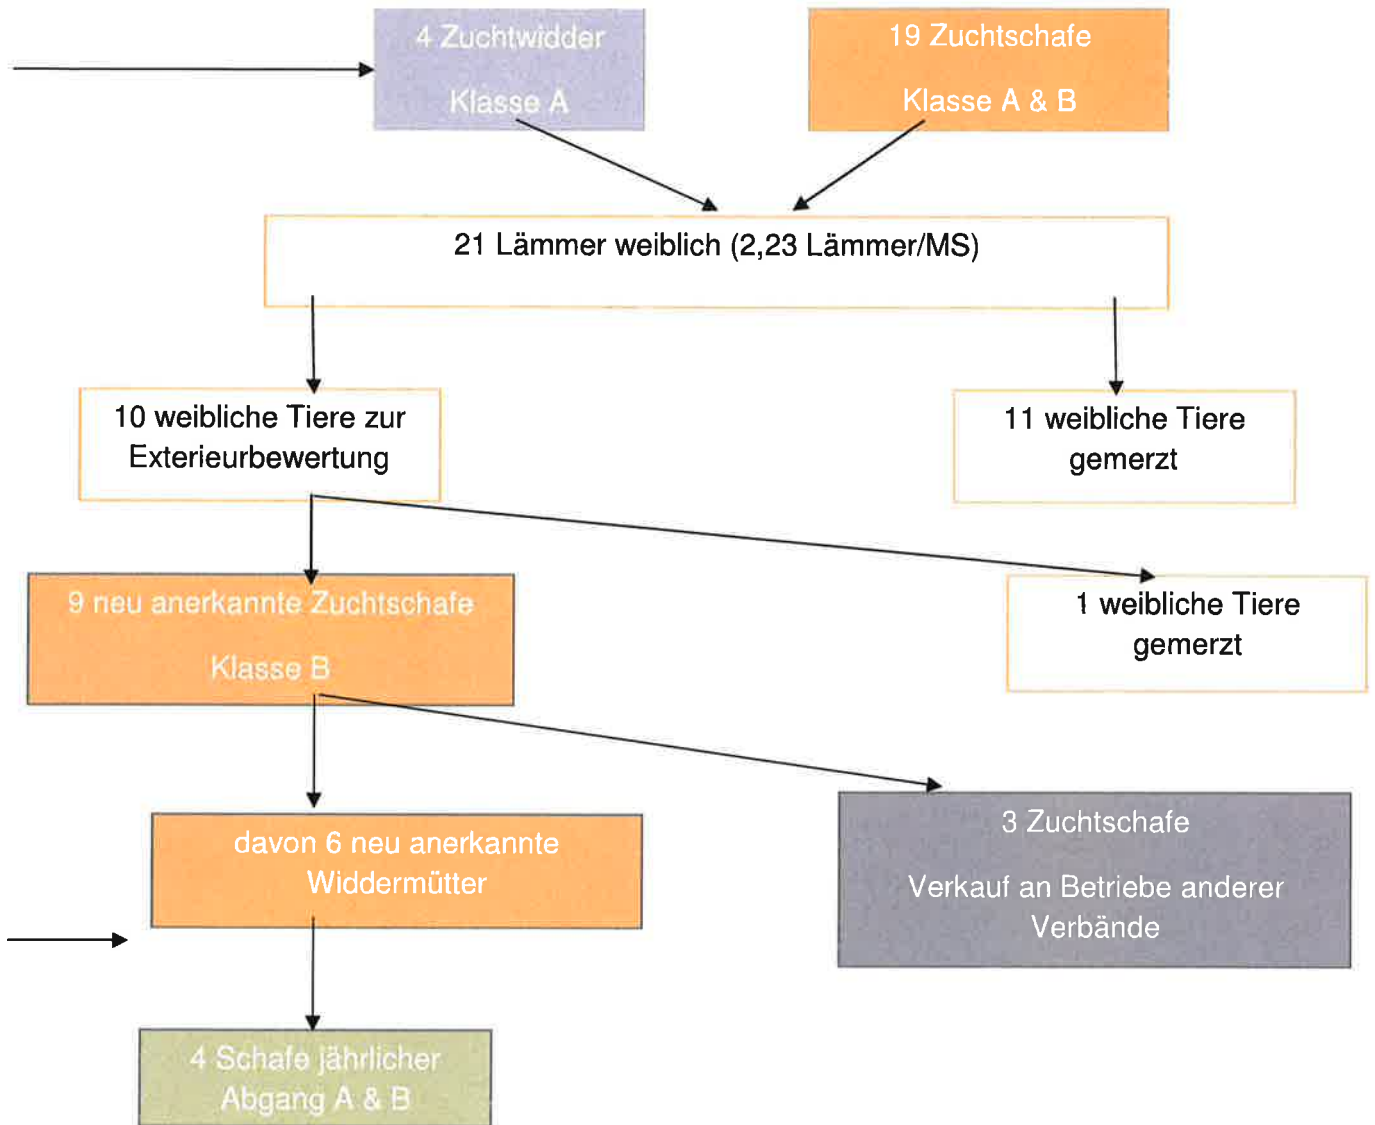 4 Zuchtwidder
Klasse A
19 Zuchtschafe
Klasse A & B
21 Lämmer weiblich (2,23 Lämmer/MS)
10 weibliche Tiere zur
Exterieurbewertung
11 weibliche Tiere
gemerzt
9 neu anerkannte Zuchtschafe
Klasse B
1 weibliche Tiere
gemerzt
davon 6 neu anerkannte
Widdermütter
3 Zuchtschafe
Verkauf an Betriebe anderer
Verbände
4 Schafe jährlicher
Abgang A & B